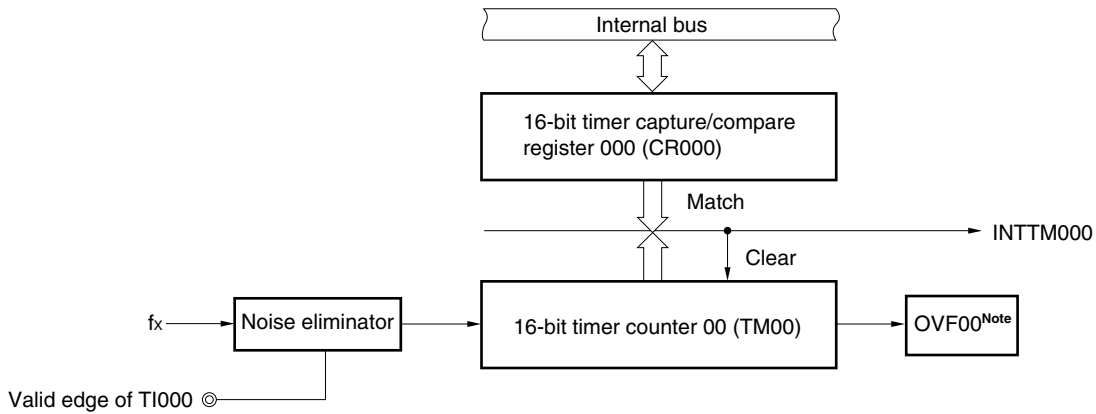 Internal bus
16-bit timer capture/compare
register 000 (CR000)
Match
INTTM000
Clear
fx
Noise eliminator
16-bit timer counter 00 (TM00)
OVF00Note
Valid edge of TI000